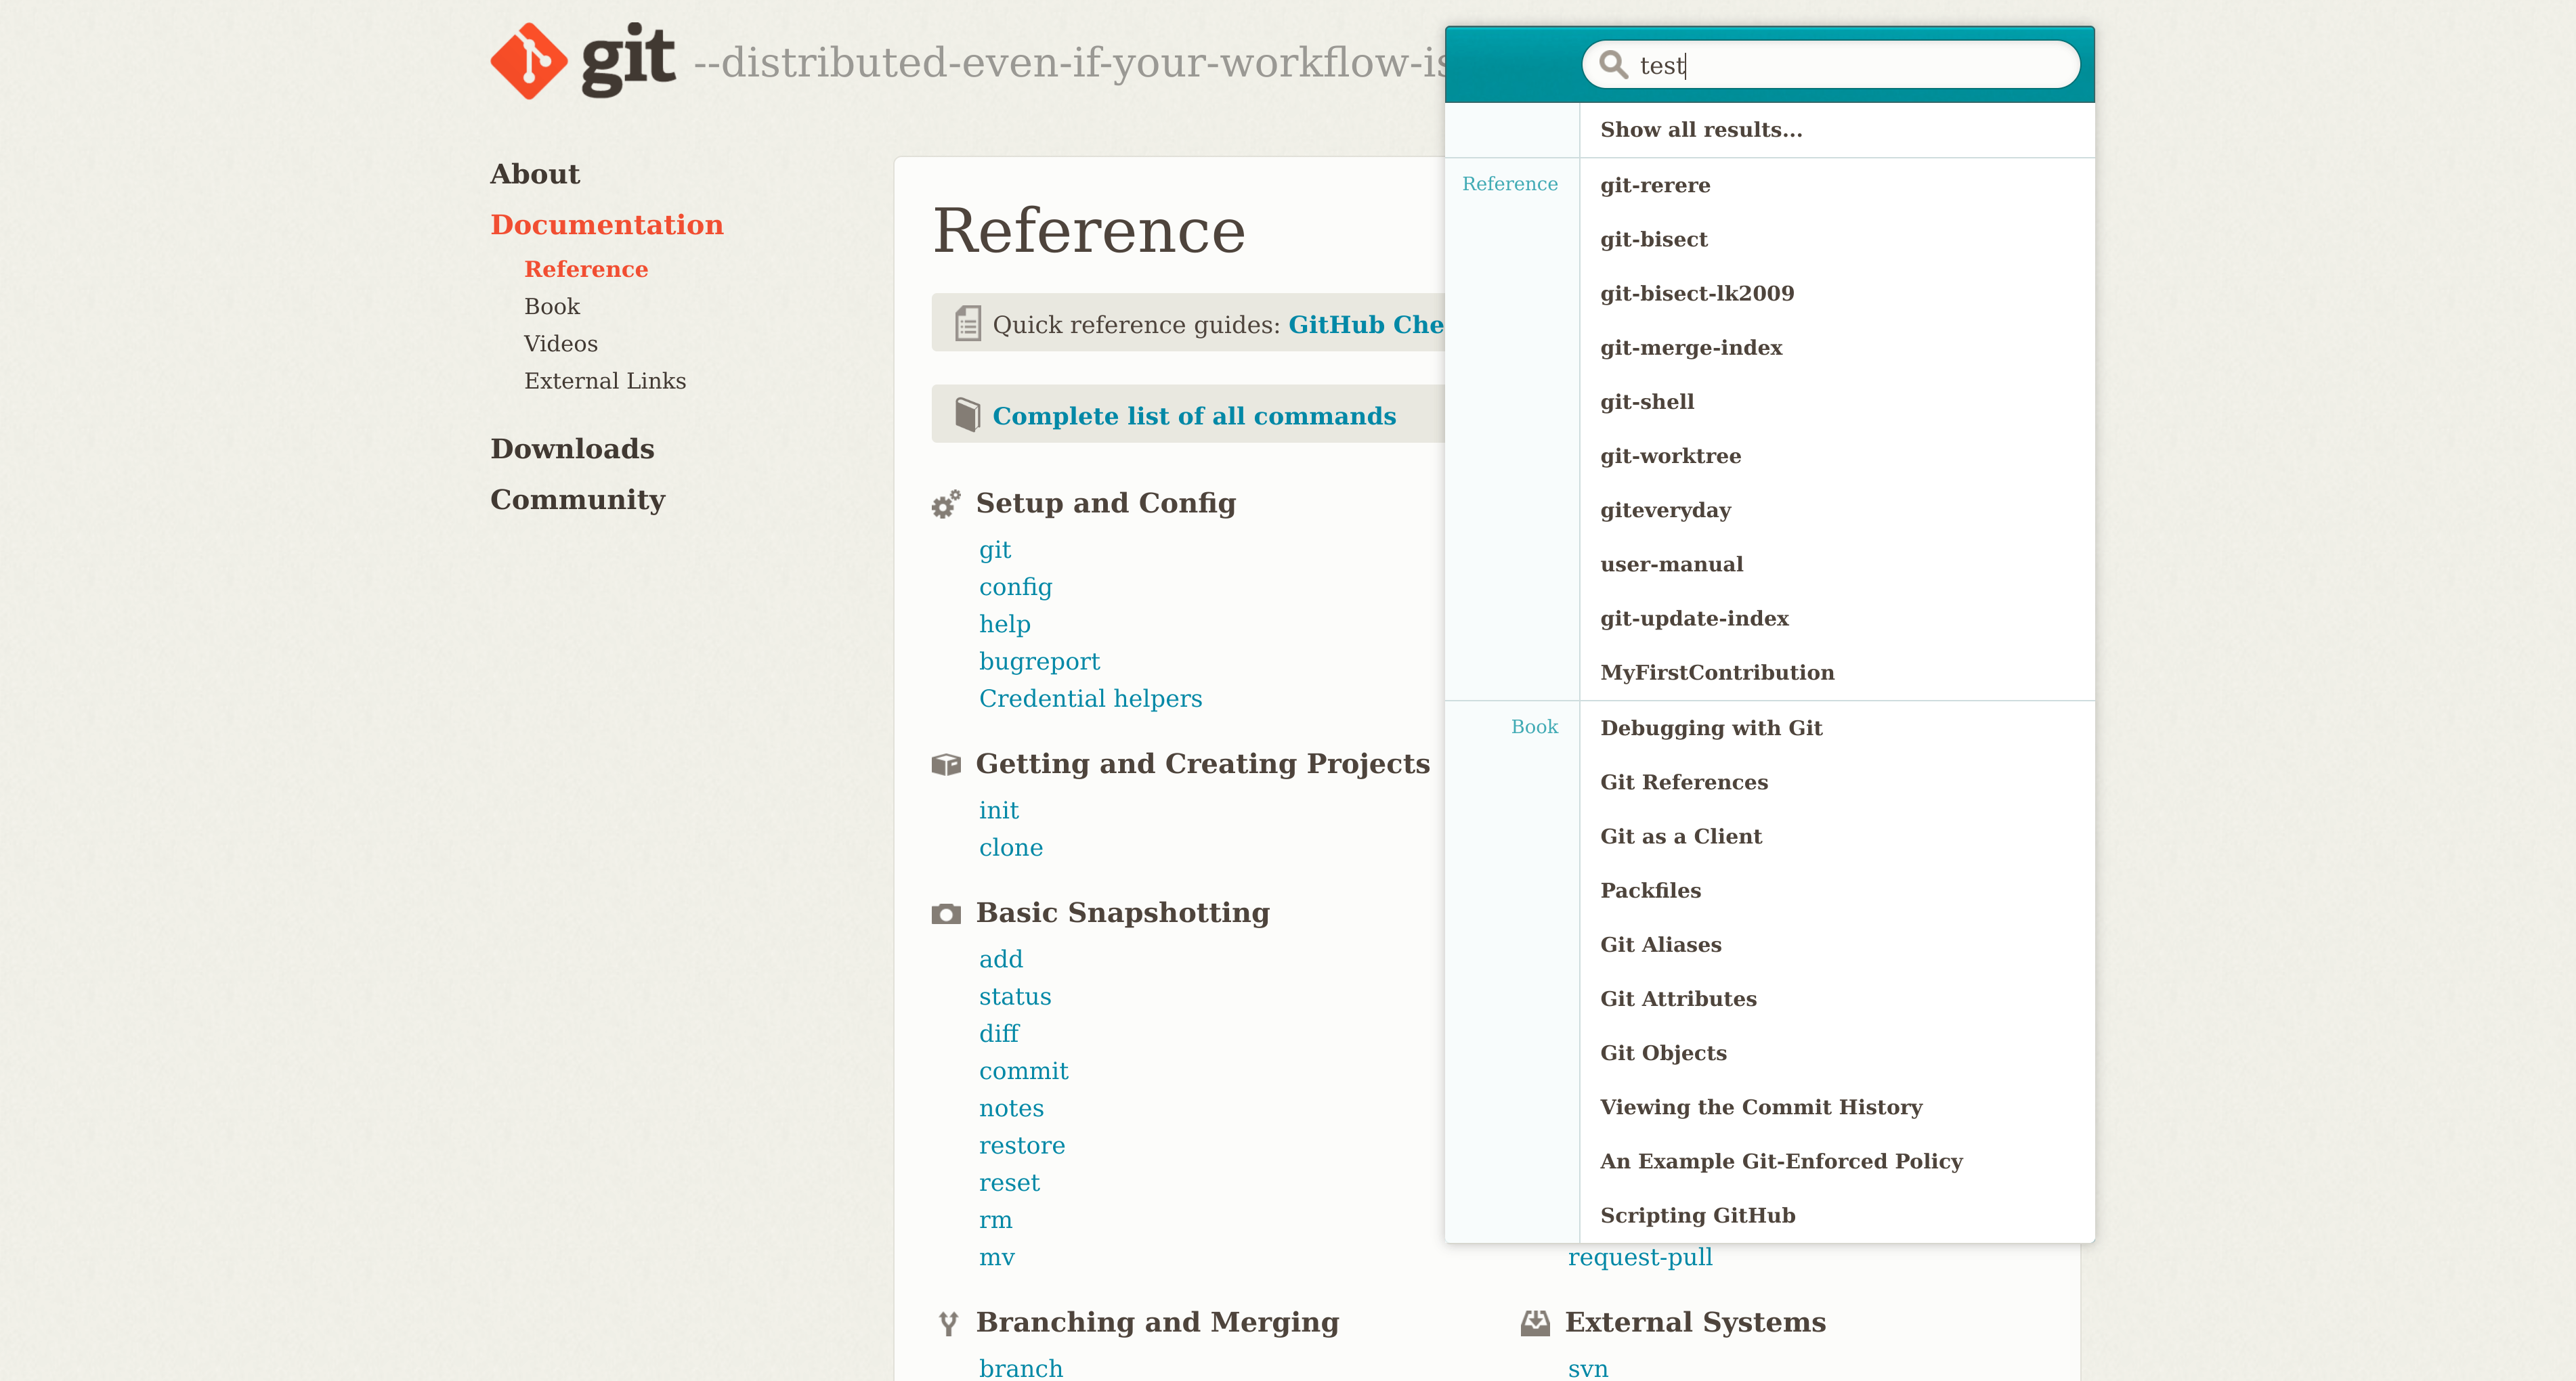 git --distributed-even-if-your-workflow-is
test
About
Documentation
Reference
Book
Videos
External Links
Downloads
Community
Reference
Quick reference guides: GitHub Che
Complete list of all commands
Setup and Config
git
config
help
bugreport
Credential helpers
Getting and Creating Projects
init
clone
Basic Snapshotting
add
status
diff
commit
notes
restore
reset
rm
mv
Branching and Merging
branch
Show all results...
Reference
git-rerere
git-bisect
git-bisect-lk2009
git-merge-index
git-shell
git-worktree
giteveryday
user-manual
git-update-index
MyFirstContribution
Book
Debugging with Git
Git References
Git as a Client
Packfiles
Git Aliases
Git Attributes
Git Objects
Viewing the Commit History
An Example Git-Enforced Policy
Scripting GitHub
request-pull
External Systems
svn